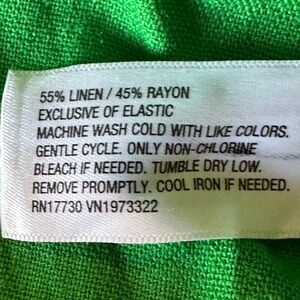 55% LINEN / 45% RAYON
EXCLUSIVE OF ELASTIC
MACHINE WASH COLD WITH LIKE COLORS.
GENTLE CYCLE. ONLY NON-CHLORINE
BLEACH IF NEEDED. TUMBLE DRY LOW.
REMOVE PROMPTLY. COOL IRON IF NEEDED.
RN17730 VN1973322